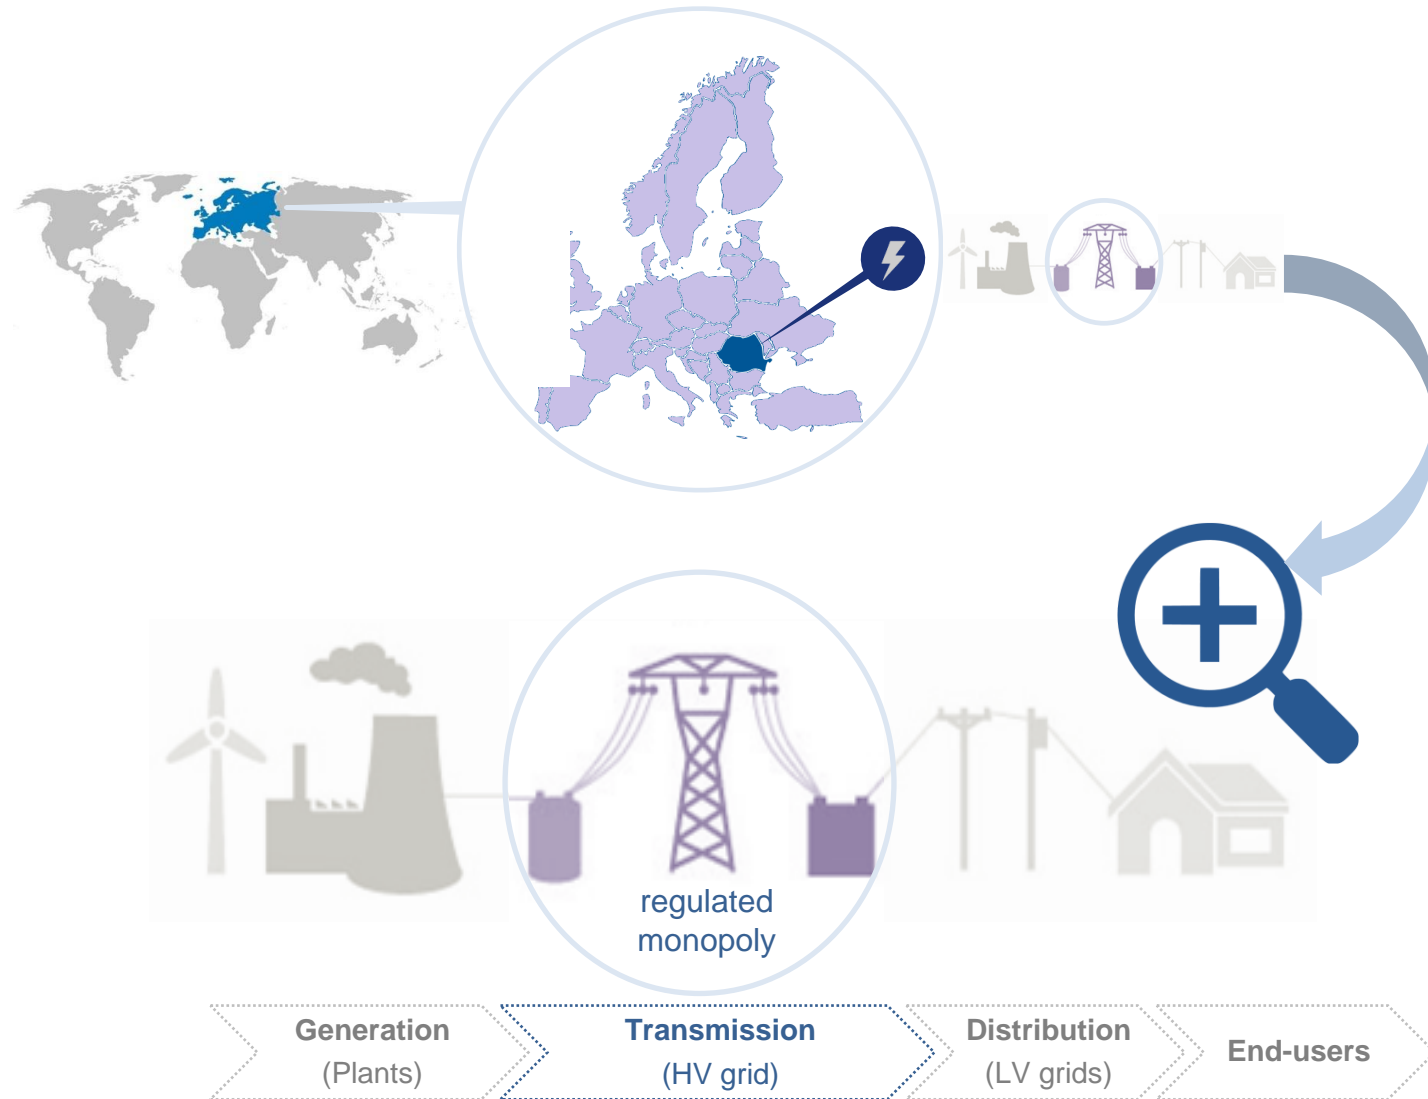 regulated
monopoly
Generation
(Plants)
Transmission
(HV grid)
Distribution
(LV grids)
End-users